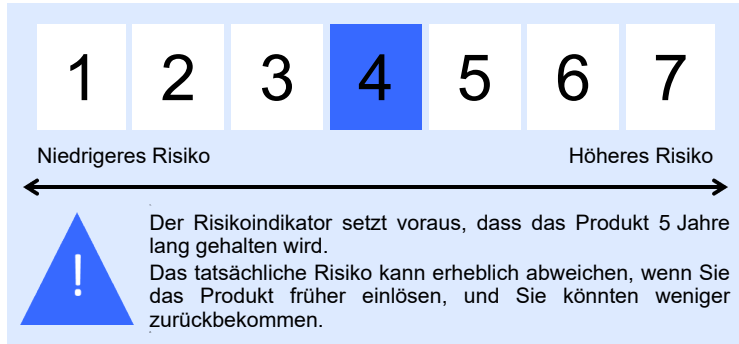 1 2 3 4 5 6 7
Niedrigeres Risiko Höheres Risiko
!
Der Risikoindikator setzt voraus, dass das Produkt 5 Jahre
lang gehalten wird.
Das tatsächliche Risiko kann erheblich abweichen, wenn Sie
das Produkt früher einlösen, und Sie könnten weniger
zurückbekommen.